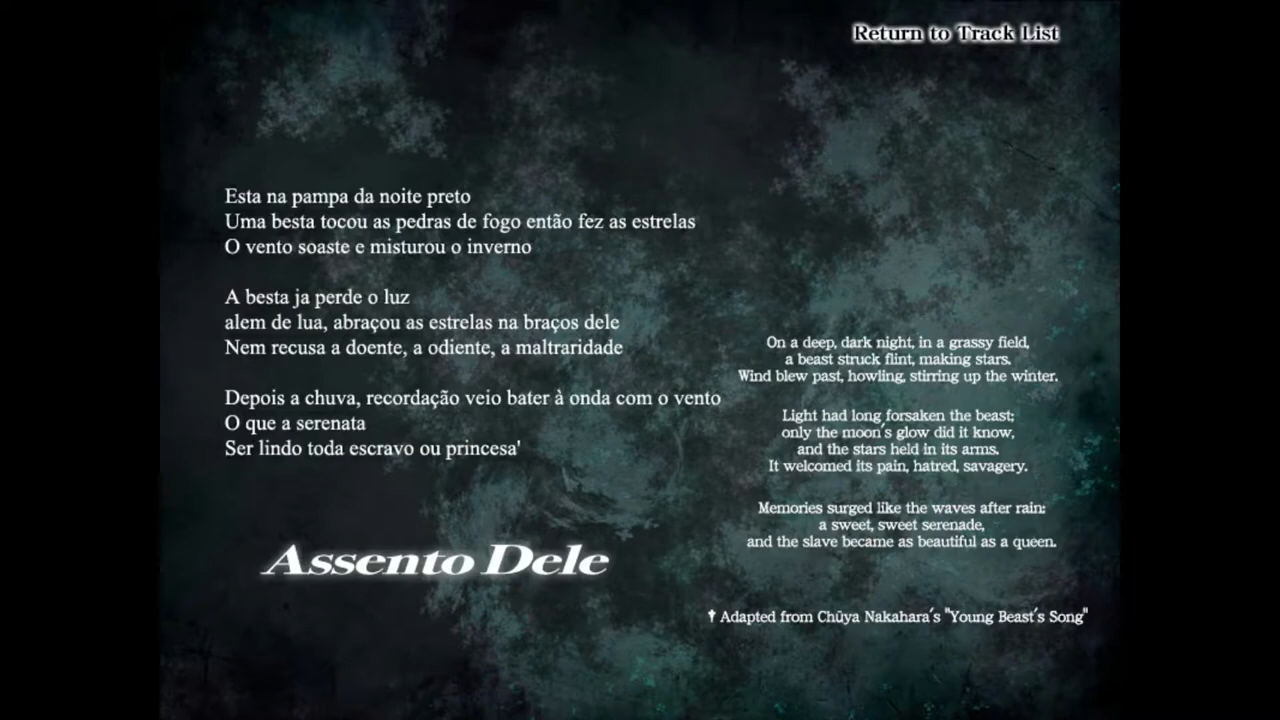 Return to Track List
Esta na pampa da noite preto
Uma besta tocou as pedras de fogo então fez as estrelas
O vento soaste e misturou o inverno
A besta ja perde o luz
alem de lua, abraçou as estrelas na braços dele
Nem recusa a doente, a odiente, a maltraridade
Depois a chuva, recordação veio bater à onda com o vento
O que a serenata
Ser lindo toda escravo ou princesa'
Assento Dele
On a deep, dark night, in a grassy field,
a beast struck flint, making stars.
Wind blew past, howling, stirring up the winter.
Light had long forsaken the beast;
only the moon's glow did it know,
and the stars held in its arms.
It welcomed its pain, hatred, savagery.
Memories surged like the waves after rain:
a sweet, sweet serenade,
and the slave became as beautiful as a queen.
✝ Adapted from Chūya Nakahara's "Young Beast's Song"